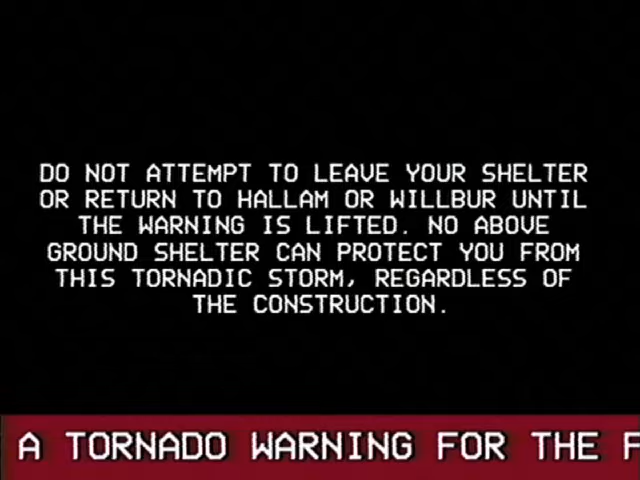 DO NOT ATTEMPT TO LEAVE YOUR SHELTER
OR RETURN TO HALLAM OR WILLBUR UNTIL
THE WARNING IS LIFTED. NO ABOVE
GROUND SHELTER CAN PROTECT YOU FROM
THIS TORNADIC STORM, REGARDLESS OF
THE CONSTRUCTION.
A TORNADO WARNING FOR THE